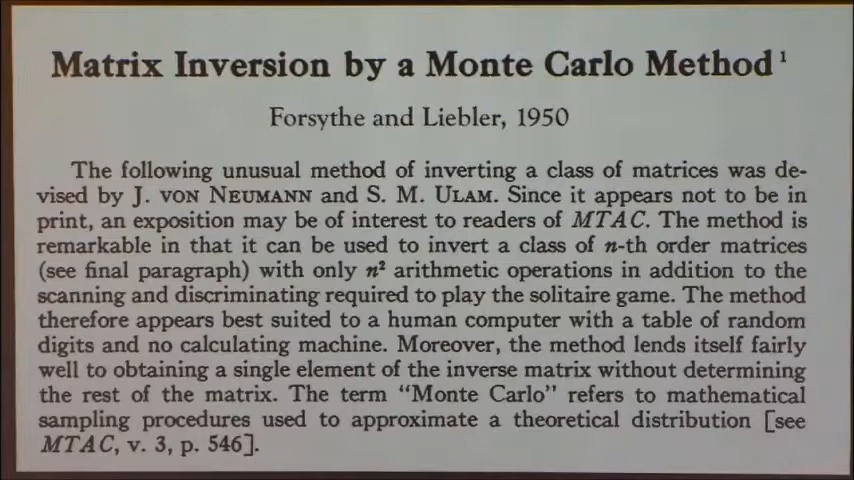 Matrix Inversion by a Monte Carlo Method ¹
Forsythe and Liebler, 1950
The following unusual method of inverting a class of matrices was de-
vised by J. VON NEUMANN and S. M. ULAM. Since it appears not to be in
print, an exposition may be of interest to readers of MTAC. The method is
remarkable in that it can be used to invert a class of n-th order matrices
(see final paragraph) with only n² arithmetic operations in addition to the
scanning and discriminating required to play the solitaire game. The method
therefore appears best suited to a human computer with a table of random
digits and no calculating machine. Moreover, the method lends itself fairly
well to obtaining a single element of the inverse matrix without determining
the rest of the matrix. The term "Monte Carlo" refers to mathematical
sampling procedures used to approximate a theoretical distribution [see
MTAC, v. 3, p. 546].